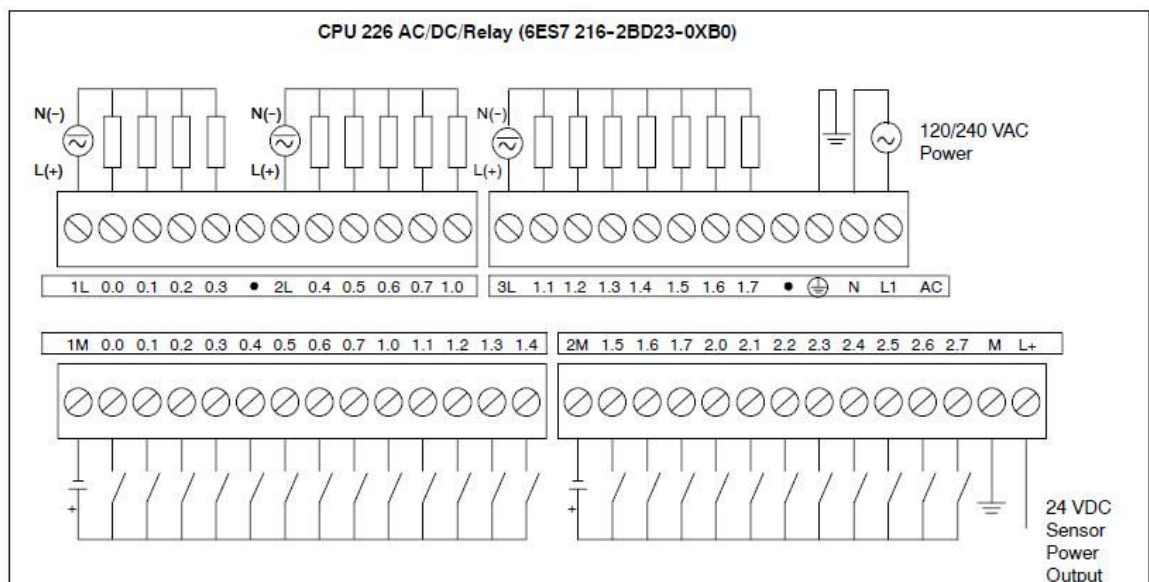 CPU 226 AC/DC/Relay (6ES7 216-2BD23-0XB0)
N(-) N(-) N(-)
L(+) L(+) L(+)
120/240 VAC
Power
1L 0.0 0.1 0.2 0.3 • 2L 0.4 0.5 0.6 0.7 1.0
3L 1.1 1.2 1.3 1.4 1.5 1.6 1.7 • N L1 AC
1M 0.0 0.1 0.2 0.3 0.4 0.5 0.6 0.7 1.0 1.1 1.2 1.3 1.4
2M 1.5 1.6 1.7 2.0 2.1 2.2 2.3 2.4 2.5 2.6 2.7 M L+
+ +
24 VDC
Sensor
Power
Output